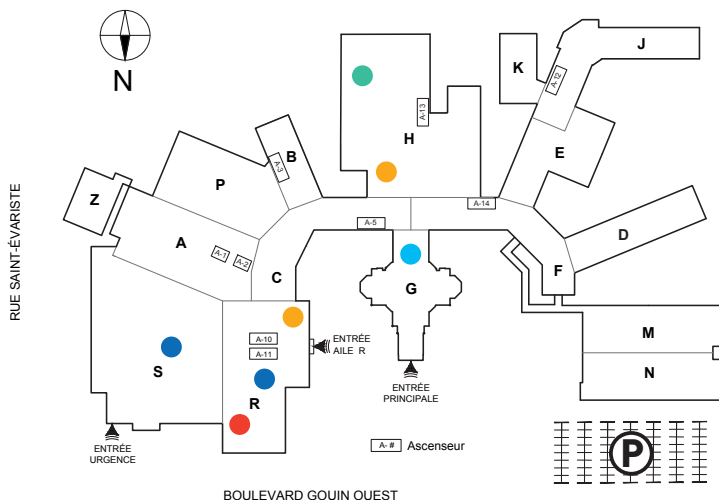 J
K
A-12
N
A-13
H
B
E
A-3
P
Z
A-14
D
A-5
A
A-1
A-2
F
C
G
RUE SAINT-ÉVARISTE
M
A-10
ENTRÉE
AILE R
A-11
S
N
R
ENTRÉE
PRINCIPALE
A- # Ascenseur
ENTRÉE
URGENCE
P
BOULEVARD GOUIN OUEST